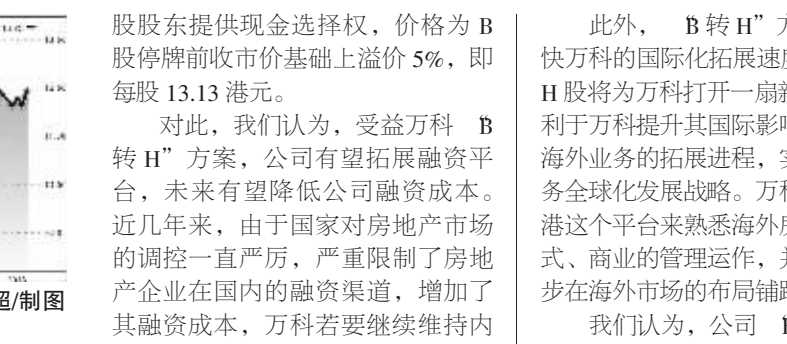 超/制图
股股东提供现金选择权，价格为 B
股停牌前收市价基础上溢价 5%，即
每股 13.13 港元。
对此，我们认为，受益万科 “B
转 H”方案，公司有望拓展融资平
台，未来有望降低公司融资成本。
近几年来，由于国家对房地产市场
的调控一直严厉，严重限制了房地
产企业在国内的融资渠道，增加了
其融资成本，万科若要继续维持内
此外， “B 转 H”方
快万科的国际化拓展速度
H 股将为万科打开一扇新
利于万科提升其国际影响
海外业务的拓展进程，实
务全球化发展战略。万科
港这个平台来熟悉海外房
式、商业的管理运作，并
步在海外市场的布局铺路
我们认为，公司